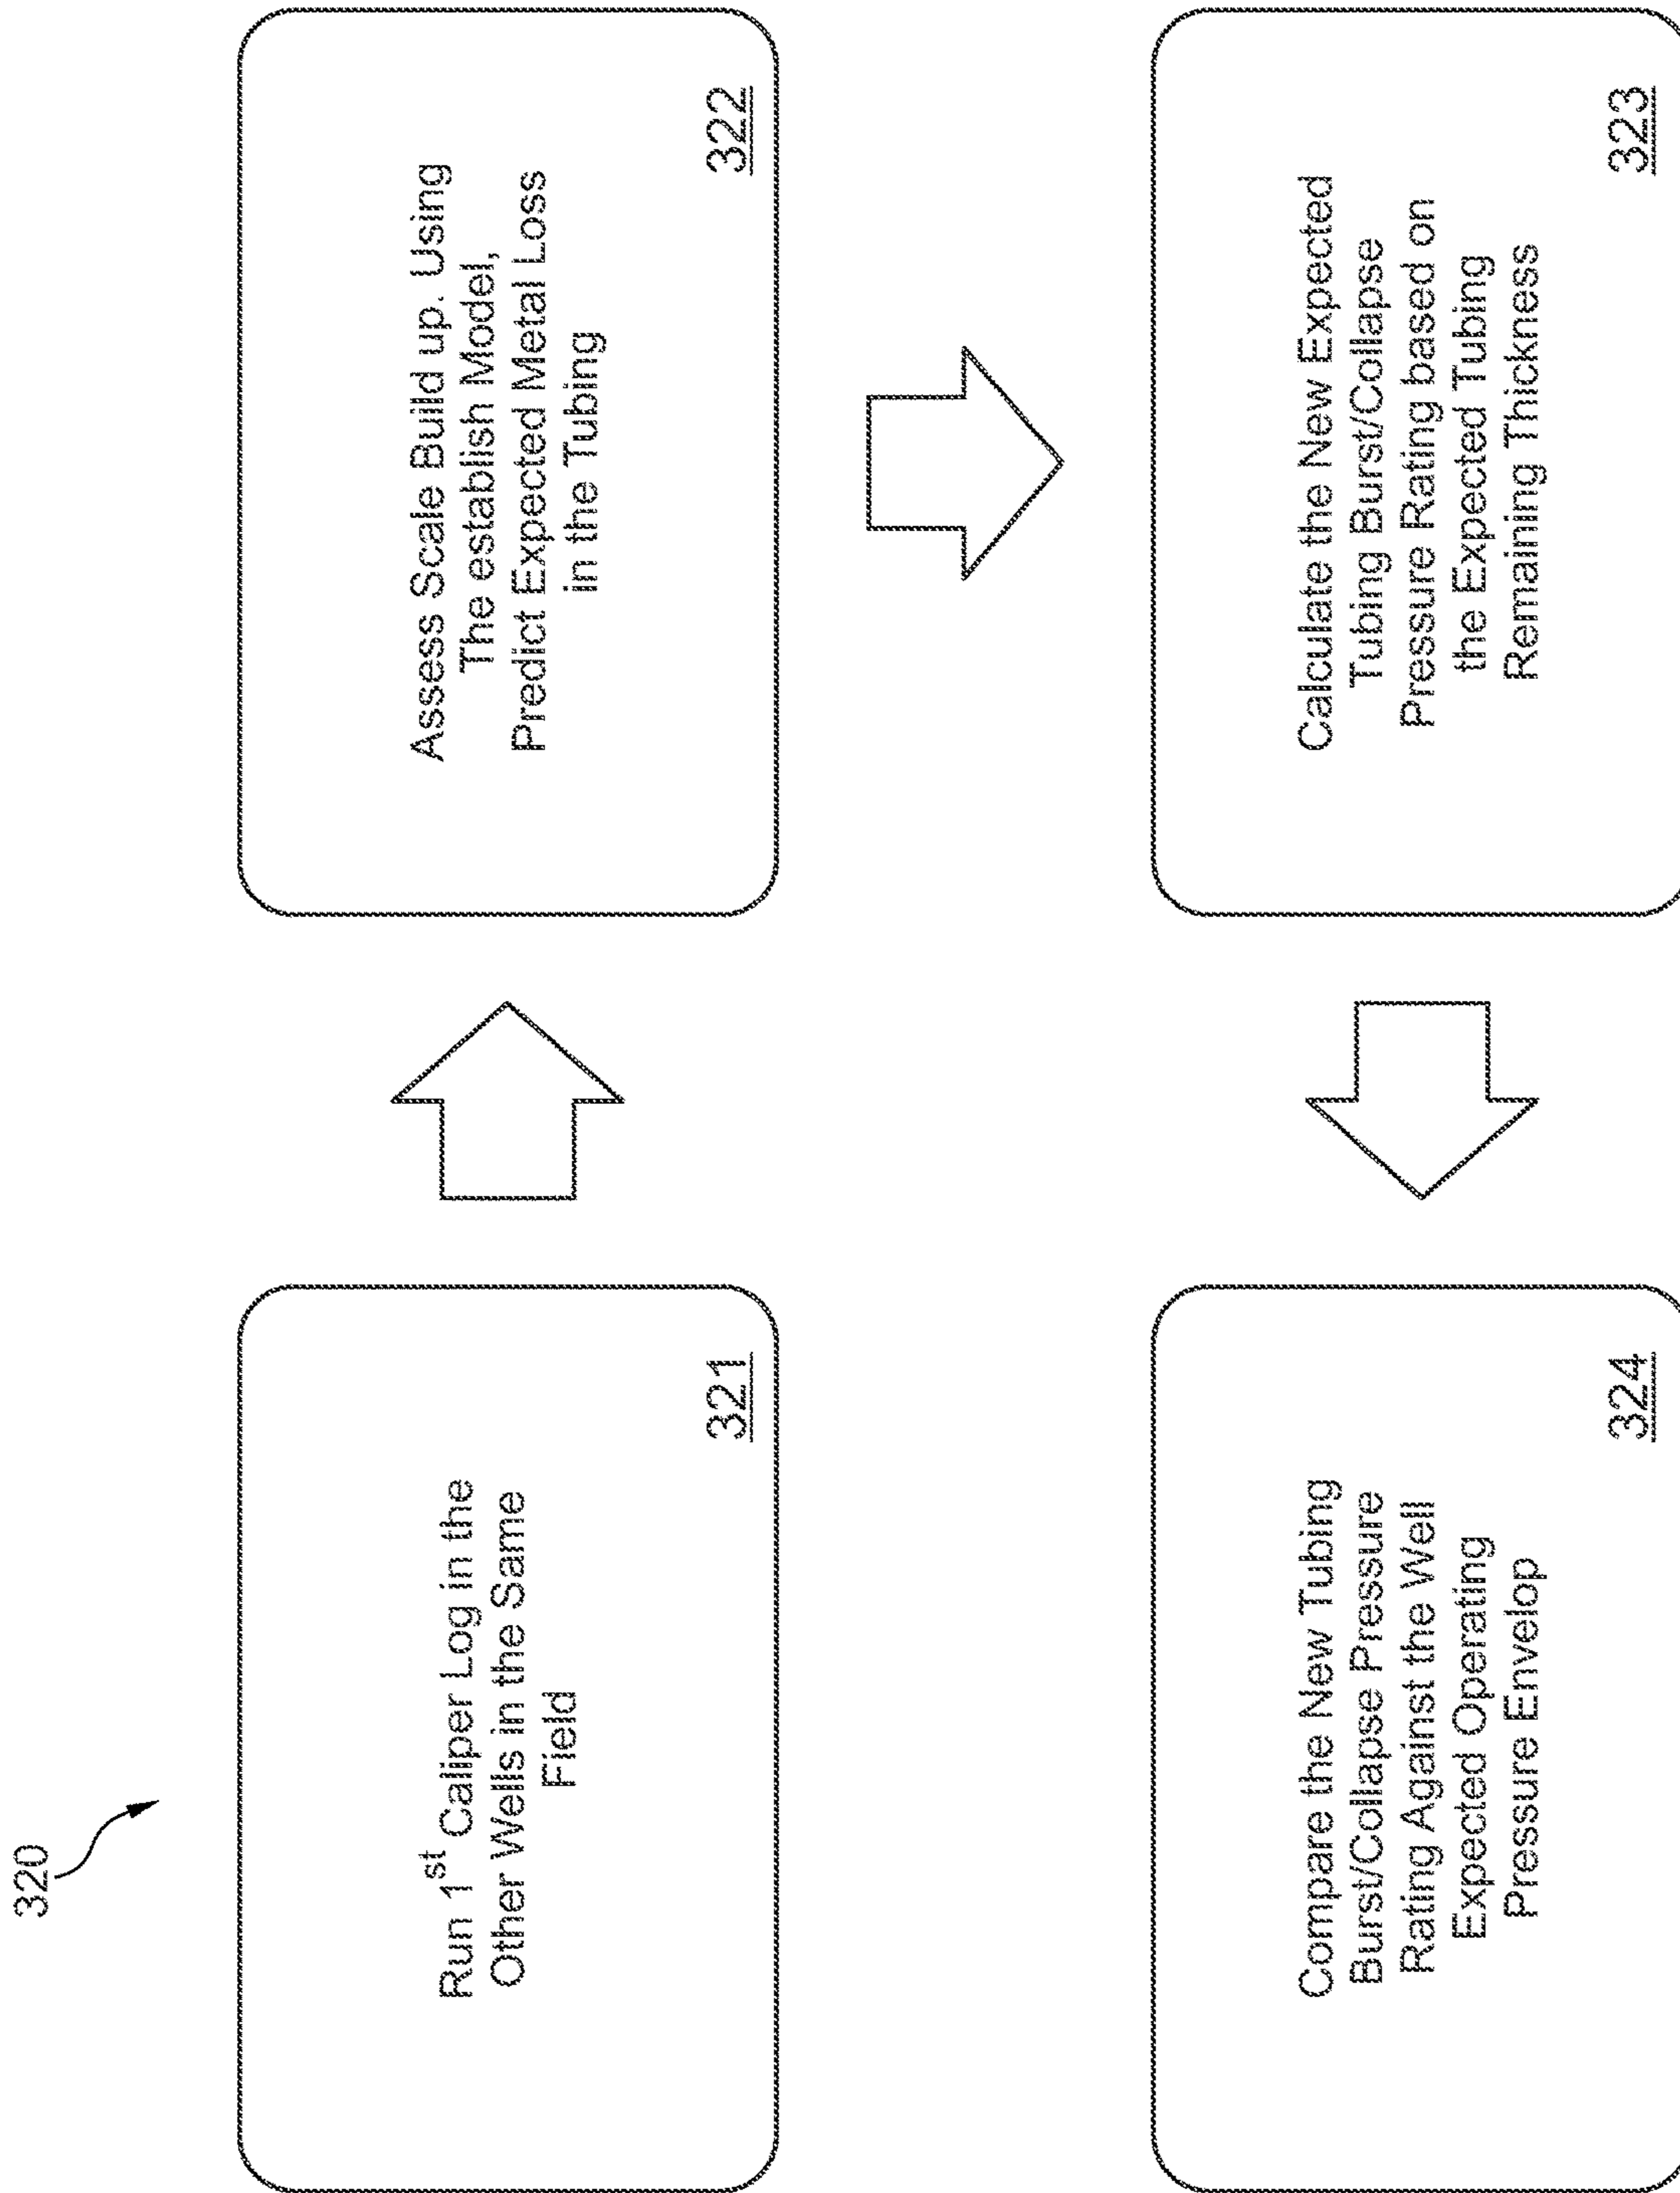 320
Run 1st Caliper Log in the
Other Wells in the Same
Field
321
Assess Scale Build up. Using
The establish Model,
Predict Expected Metal Loss
in the Tubing
322
Calculate the New Expected
Tubing Burst/Collapse
Pressure Rating based on
the Expected Tubing
Remaining Thickness
323
Compare the New Tubing
Burst/Collapse Pressure
Rating Against the Well
Expected Operating
Pressure Envelop
324